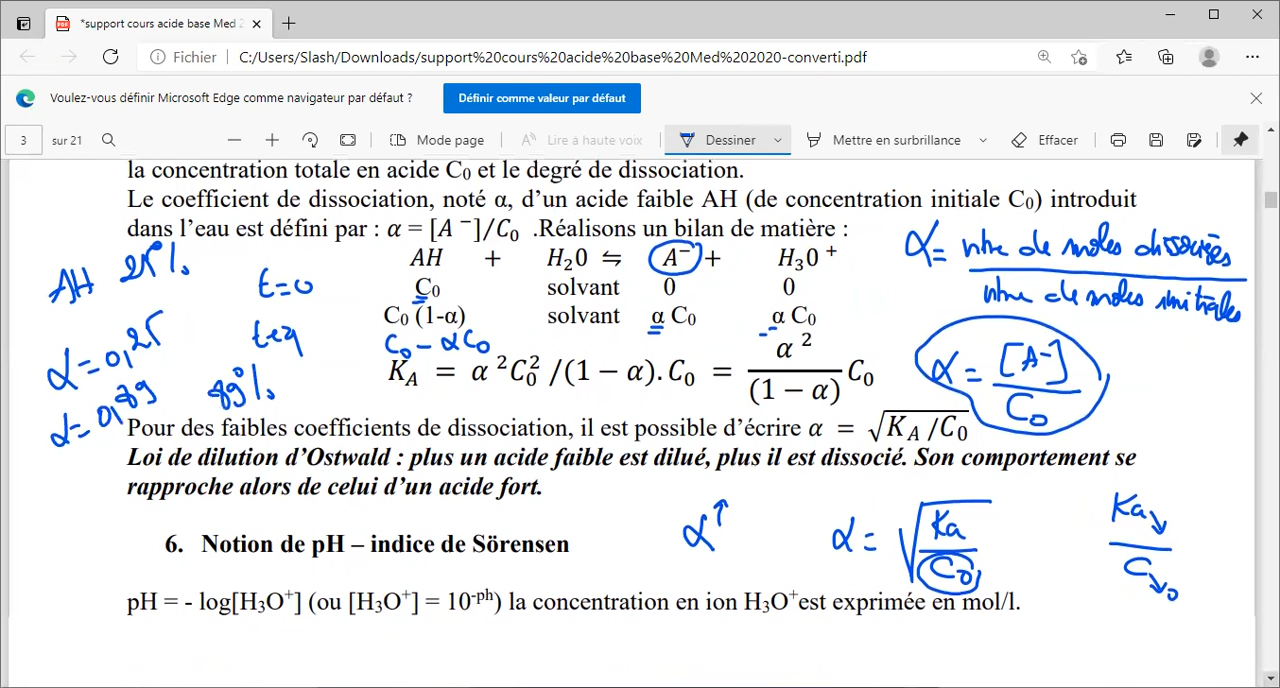 *support cours acide base Med 2
Fichier
C:/Users/Slash/Downloads/support%20cours%20acide%20base%20Med%202020-converti.pdf
Voulez-vous définir Microsoft Edge comme navigateur par défaut ?
Définir comme valeur par défaut
3 sur 21
Mode page
Lire à haute voix
Dessiner
Mettre en surbrillance
Effacer
la concentration totale en acide C₀ et le degré de dissociation.
Le coefficient de dissociation, noté α, d'un acide faible AH (de concentration initiale C₀) introduit
dans l'eau est défini par : α = [A⁻]/C₀ .Réalisons un bilan de matière :
AH 25%
AH + H₂0 ⇋ A⁻ + H₃0⁺
α = nbre de moles dissociées / nbre de moles initiales
t=0
C₀ solvant 0 0
C₀ (1-α) solvant α C₀ α C₀
α = 0,25
teq
C₀ - αC₀
K_A = α²C₀²/(1 − α). C₀ = α²/(1 − α) C₀
α = [A⁻]/C₀
α = 0,89
89%
Pour des faibles coefficients de dissociation, il est possible d'écrire α = √K_A/C₀
Loi de dilution d'Ostwald : plus un acide faible est dilué, plus il est dissocié. Son comportement se
rapproche alors de celui d'un acide fort.
α↑
α = √Ka/C₀
Ka↓/C↓₀
6. Notion de pH – indice de Sörensen
pH = - log[H₃O⁺] (ou [H₃O⁺] = 10⁻ᵖʰ) la concentration en ion H₃O⁺est exprimée en mol/l.